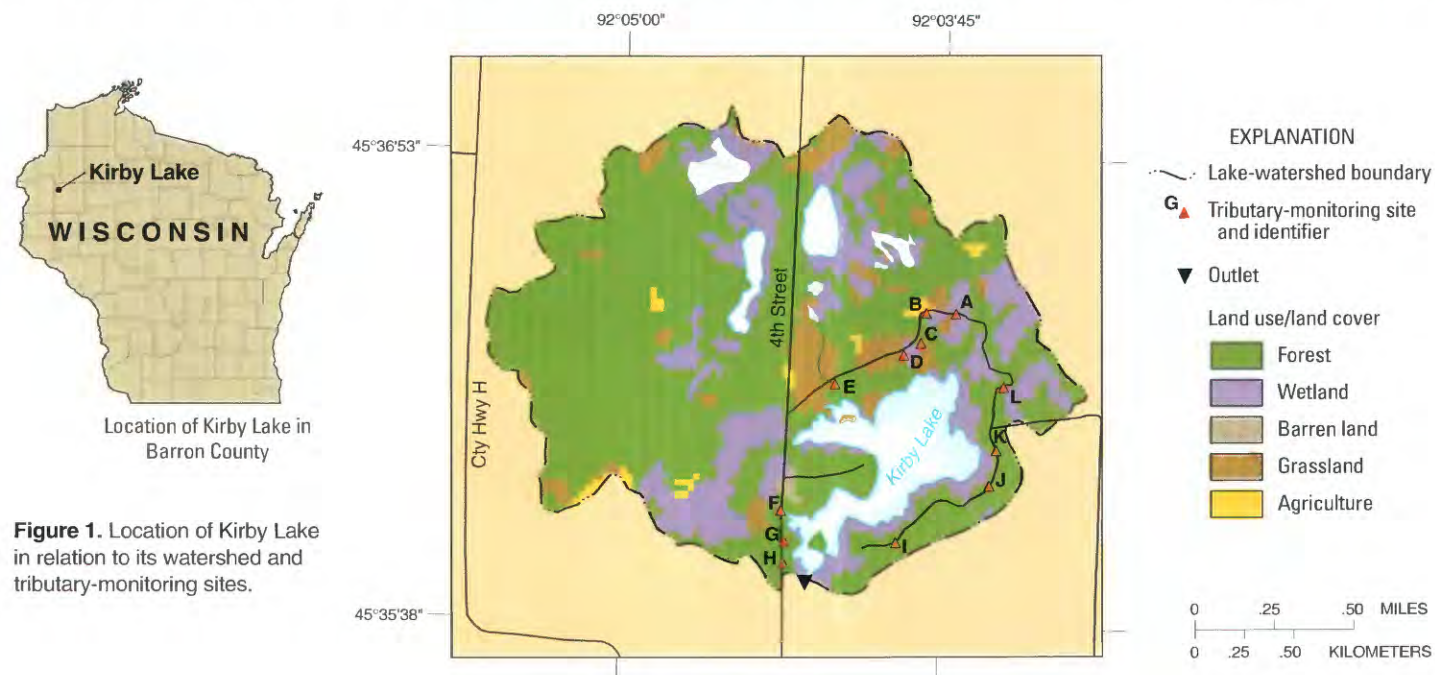 Kirby Lake
WISCONSIN
Location of Kirby Lake in
Barron County
Figure 1. Location of Kirby Lake
in relation to its watershed and
tributary-monitoring sites.
92°05'00"
92°03'45"
45°36'53"
45°35'38"
Cty Hwy H
4th Street
Kirby Lake
B
A
C
D
E
L
K
J
F
G
H
I
EXPLANATION
Lake-watershed boundary
G
Tributary-monitoring site
and identifier
Outlet
Land use/land cover
Forest
Wetland
Barren land
Grassland
Agriculture
0 .25 .50 MILES
0 .25 .50 KILOMETERS